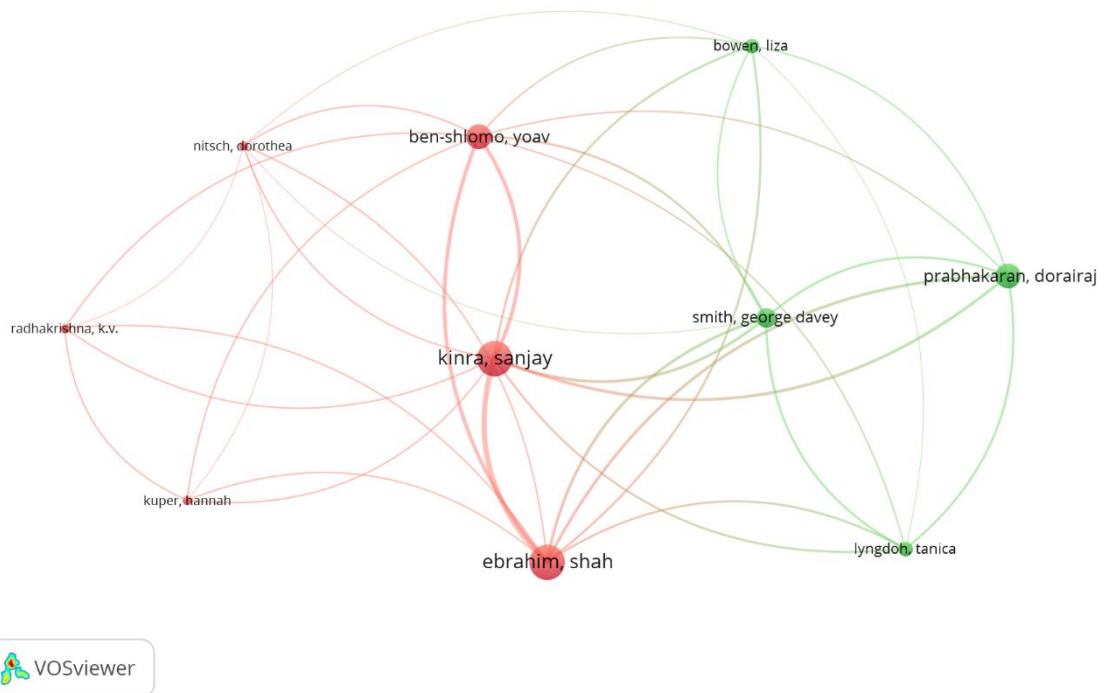 bowen, liza
ben-shlomo, yoav
nitsch, dorothea
prabhakaran, dorairaj
smith, george davey
radhakrishna, k.v.
kinra, sanjay
kuper, hannah
lyngdoh, tanica
ebrahim, shah
VOSviewer